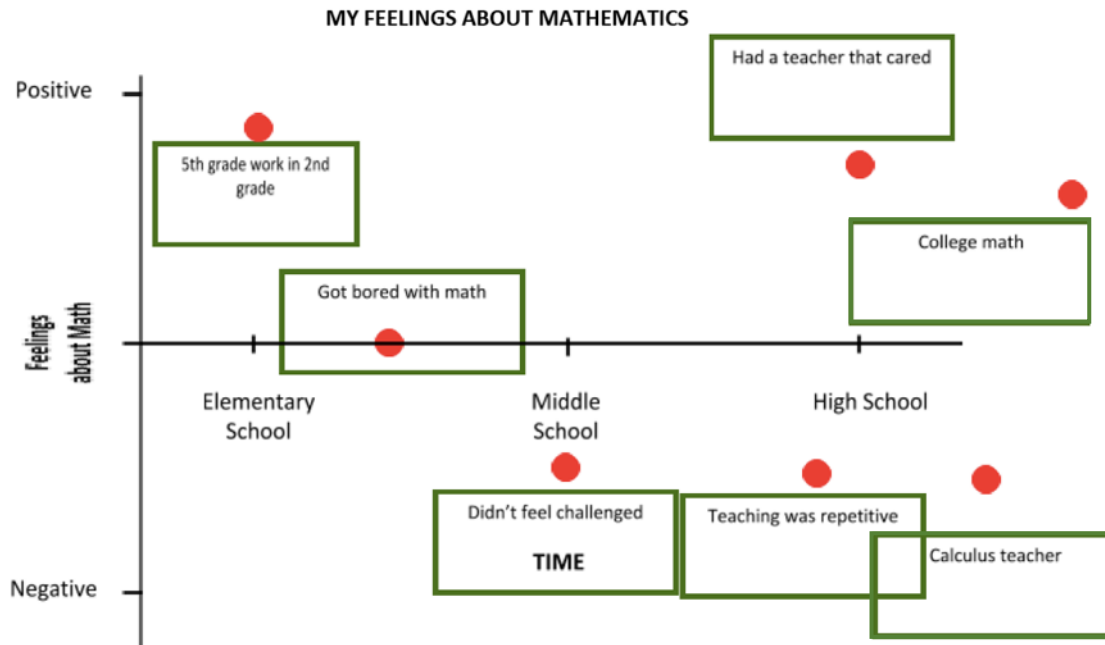 MY FEELINGS ABOUT MATHEMATICS
Had a teacher that cared
Positive
5th grade work in 2nd
grade
College math
Got bored with math
Feelings
about Math
Elementary
School
Middle
School
High School
Didn't feel challenged
TIME
Teaching was repetitive
Calculus teacher
Negative